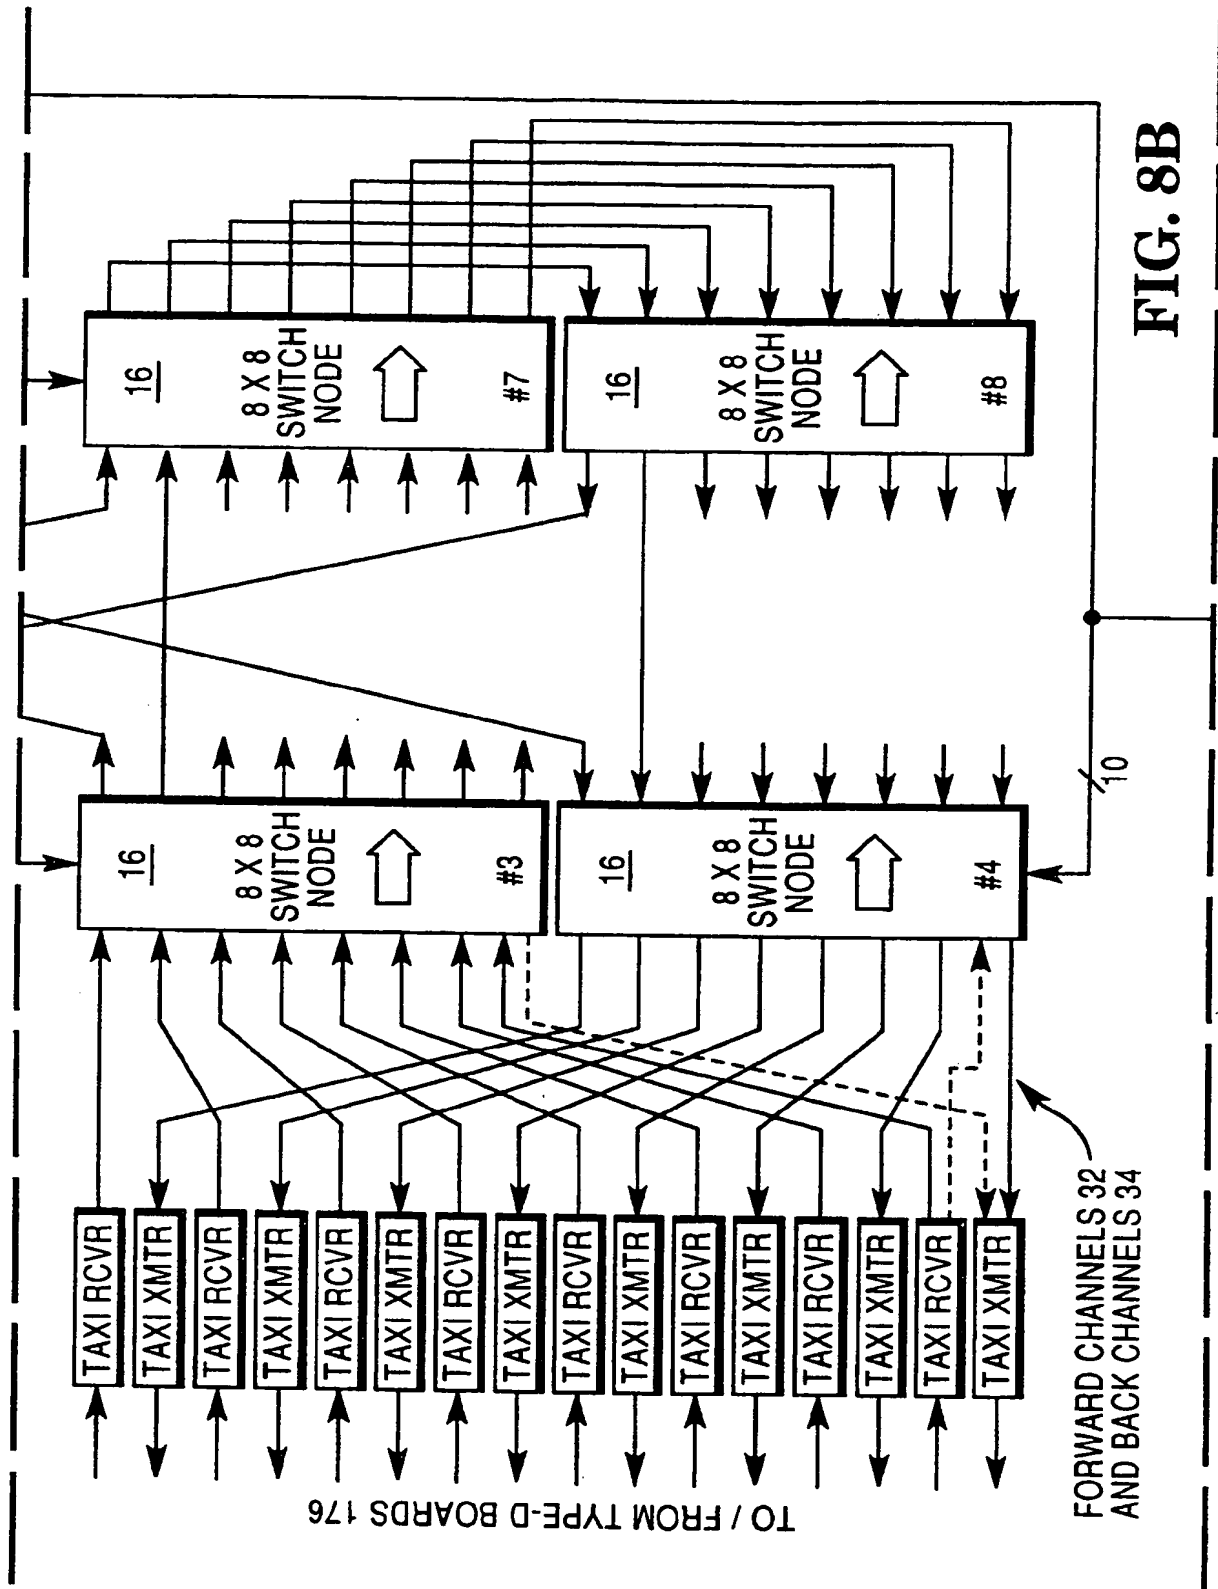 TAXI RCVR
TAXI XMTR
TAXI RCVR
TAXI XMTR
TAXI RCVR
TAXI XMTR
TAXI RCVR
TAXI XMTR
TAXI RCVR
TAXI XMTR
TAXI RCVR
TAXI XMTR
TAXI RCVR
TAXI XMTR
TAXI RCVR
TAXI XMTR
TO / FROM TYPE-D BOARDS 176
16
8 X 8
SWITCH
NODE
#3
16
8 X 8
SWITCH
NODE
#4
16
8 X 8
SWITCH
NODE
#7
16
8 X 8
SWITCH
NODE
#8
10
FORWARD CHANNELS 32
AND BACK CHANNELS 34
FIG. 8B